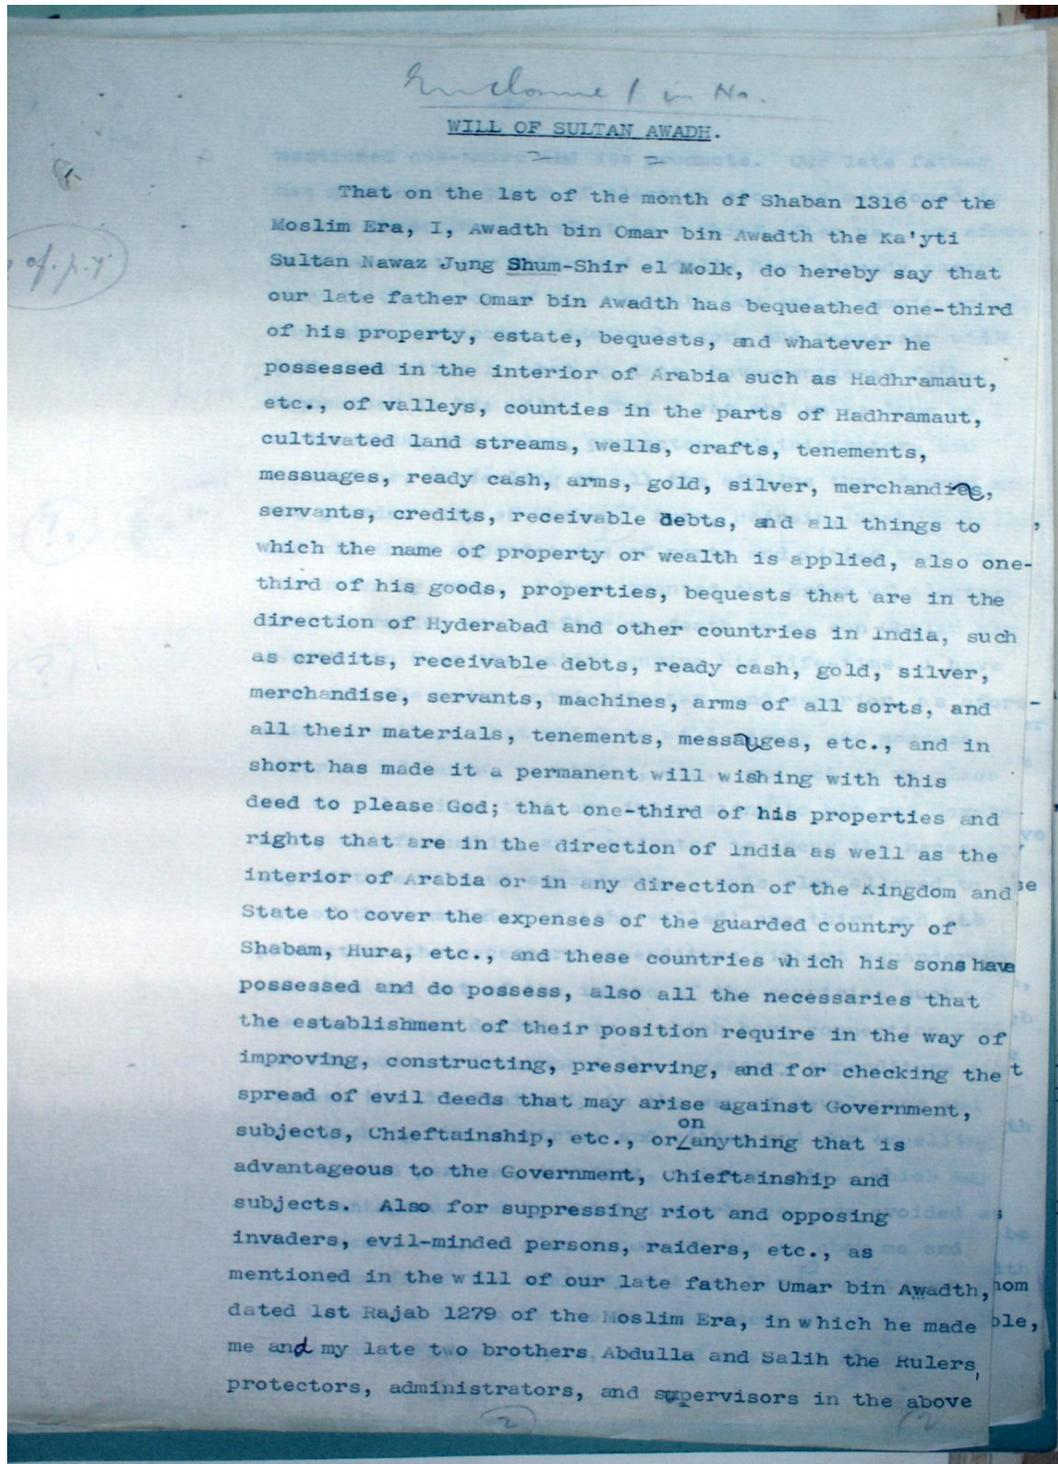 Enclosure 1 in No.
WILL OF SULTAN AWADH.
That on the 1st of the month of Shaban 1316 of the
Moslim Era, I, Awadth bin Omar bin Awadth the Ka'yti
of.p.7
Sultan Nawaz Jung Shum-Shir el Molk, do hereby say that
our late father Omar bin Awadth has bequeathed one-third
of his property, estate, bequests, and whatever he
possessed in the interior of Arabia such as Hadhramaut,
etc., of valleys, counties in the parts of Hadhramaut,
cultivated land streams, wells, crafts, tenements,
messuages, ready cash, arms, gold, silver, merchandies,
servants, credits, receivable debts, and all things to
which the name of property or wealth is applied, also one-
third of his goods, properties, bequests that are in the
direction of Hyderabad and other countries in India, such
as credits, receivable debts, ready cash, gold, silver,
merchandise, servants, machines, arms of all sorts, and
all their materials, tenements, messauges, etc., and in
short has made it a permanent will wishing with this
deed to please God; that one-third of his properties and
rights that are in the direction of India as well as the
interior of Arabia or in any direction of the Kingdom and
State to cover the expenses of the guarded country of
Shabam, Hura, etc., and these countries which his sons have
possessed and do possess, also all the necessaries that
the establishment of their position require in the way of
improving, constructing, preserving, and for checking the
spread of evil deeds that may arise against Government,
subjects, Chieftainship, etc., or on anything that is
advantageous to the Government, Chieftainship and
subjects. Also for suppressing riot and opposing
invaders, evil-minded persons, raiders, etc., as
mentioned in the will of our late father Umar bin Awadth,
dated 1st Rajab 1279 of the Moslim Era, in which he made
me and my late two brothers Abdulla and Salih the Rulers,
protectors, administrators, and supervisors in the above
2